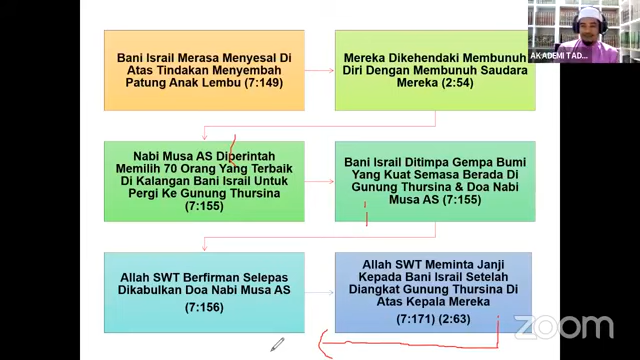 Bani Israil Merasa Menyesal Di
Atas Tindakan Menyembah
Patung Anak Lembu (7:149)
Mereka Dikehendaki Membunuh
Diri Dengan Membunuh Saudara
Mereka (2:54)
Nabi Musa AS Diperintah
Memilih 70 Orang Yang Terbaik
Di Kalangan Bani Israil Untuk
Pergi Ke Gunung Thursina
(7:155)
Bani Israil Ditimpa Gempa Bumi
Yang Kuat Semasa Berada Di
Gunung Thursina & Doa Nabi
Musa AS (7:155)
Allah SWT Berfirman Selepas
Dikabulkan Doa Nabi Musa AS
(7:156)
Allah SWT Meminta Janji
Kepada Bani Israil Setelah
Diangkat Gunung Thursina Di
Atas Kepala Mereka
(7:171) (2:63)
AKADEMI TAD...
zoom